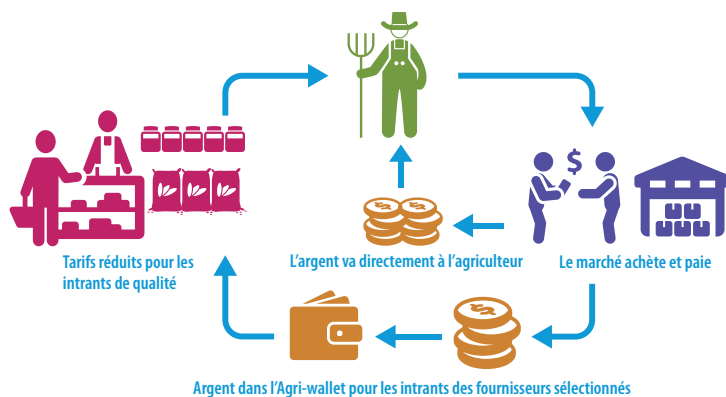 $
Tarifs réduits pour les
intrants de qualité
$ $
L'argent va directement à l'agriculteur
Le marché achète et paie
$
Argent dans l'Agri-wallet pour les intrants des fournisseurs sélectionnés